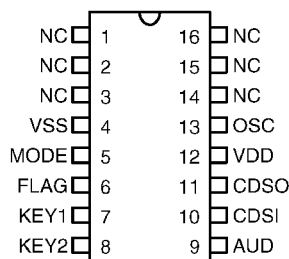 NC 1 16 NC
NC 2 15 NC
NC 3 14 NC
VSS 4 13 OSC
MODE 5 12 VDD
FLAG 6 11 CDSO
KEY1 7 10 CDSI
KEY2 8 9 AUD